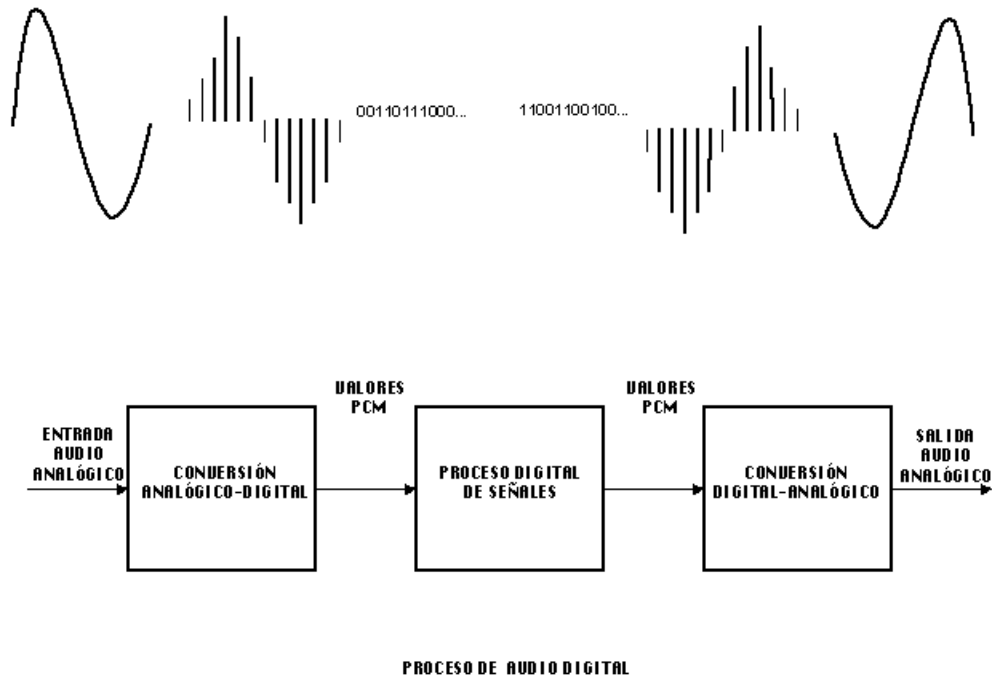 00110111000... 11001100100...
VALORES
PCM
VALORES
PCM
ENTRADA
AUDIO
ANALÓGICO
CONVERSIÓN
ANALÓGICO-DIGITAL
PROCESO DIGITAL
DE SEÑALES
CONVERSIÓN
DIGITAL-ANALÓGICO
SALIDA
AUDIO
ANALÓGICO
PROCESO DE AUDIO DIGITAL